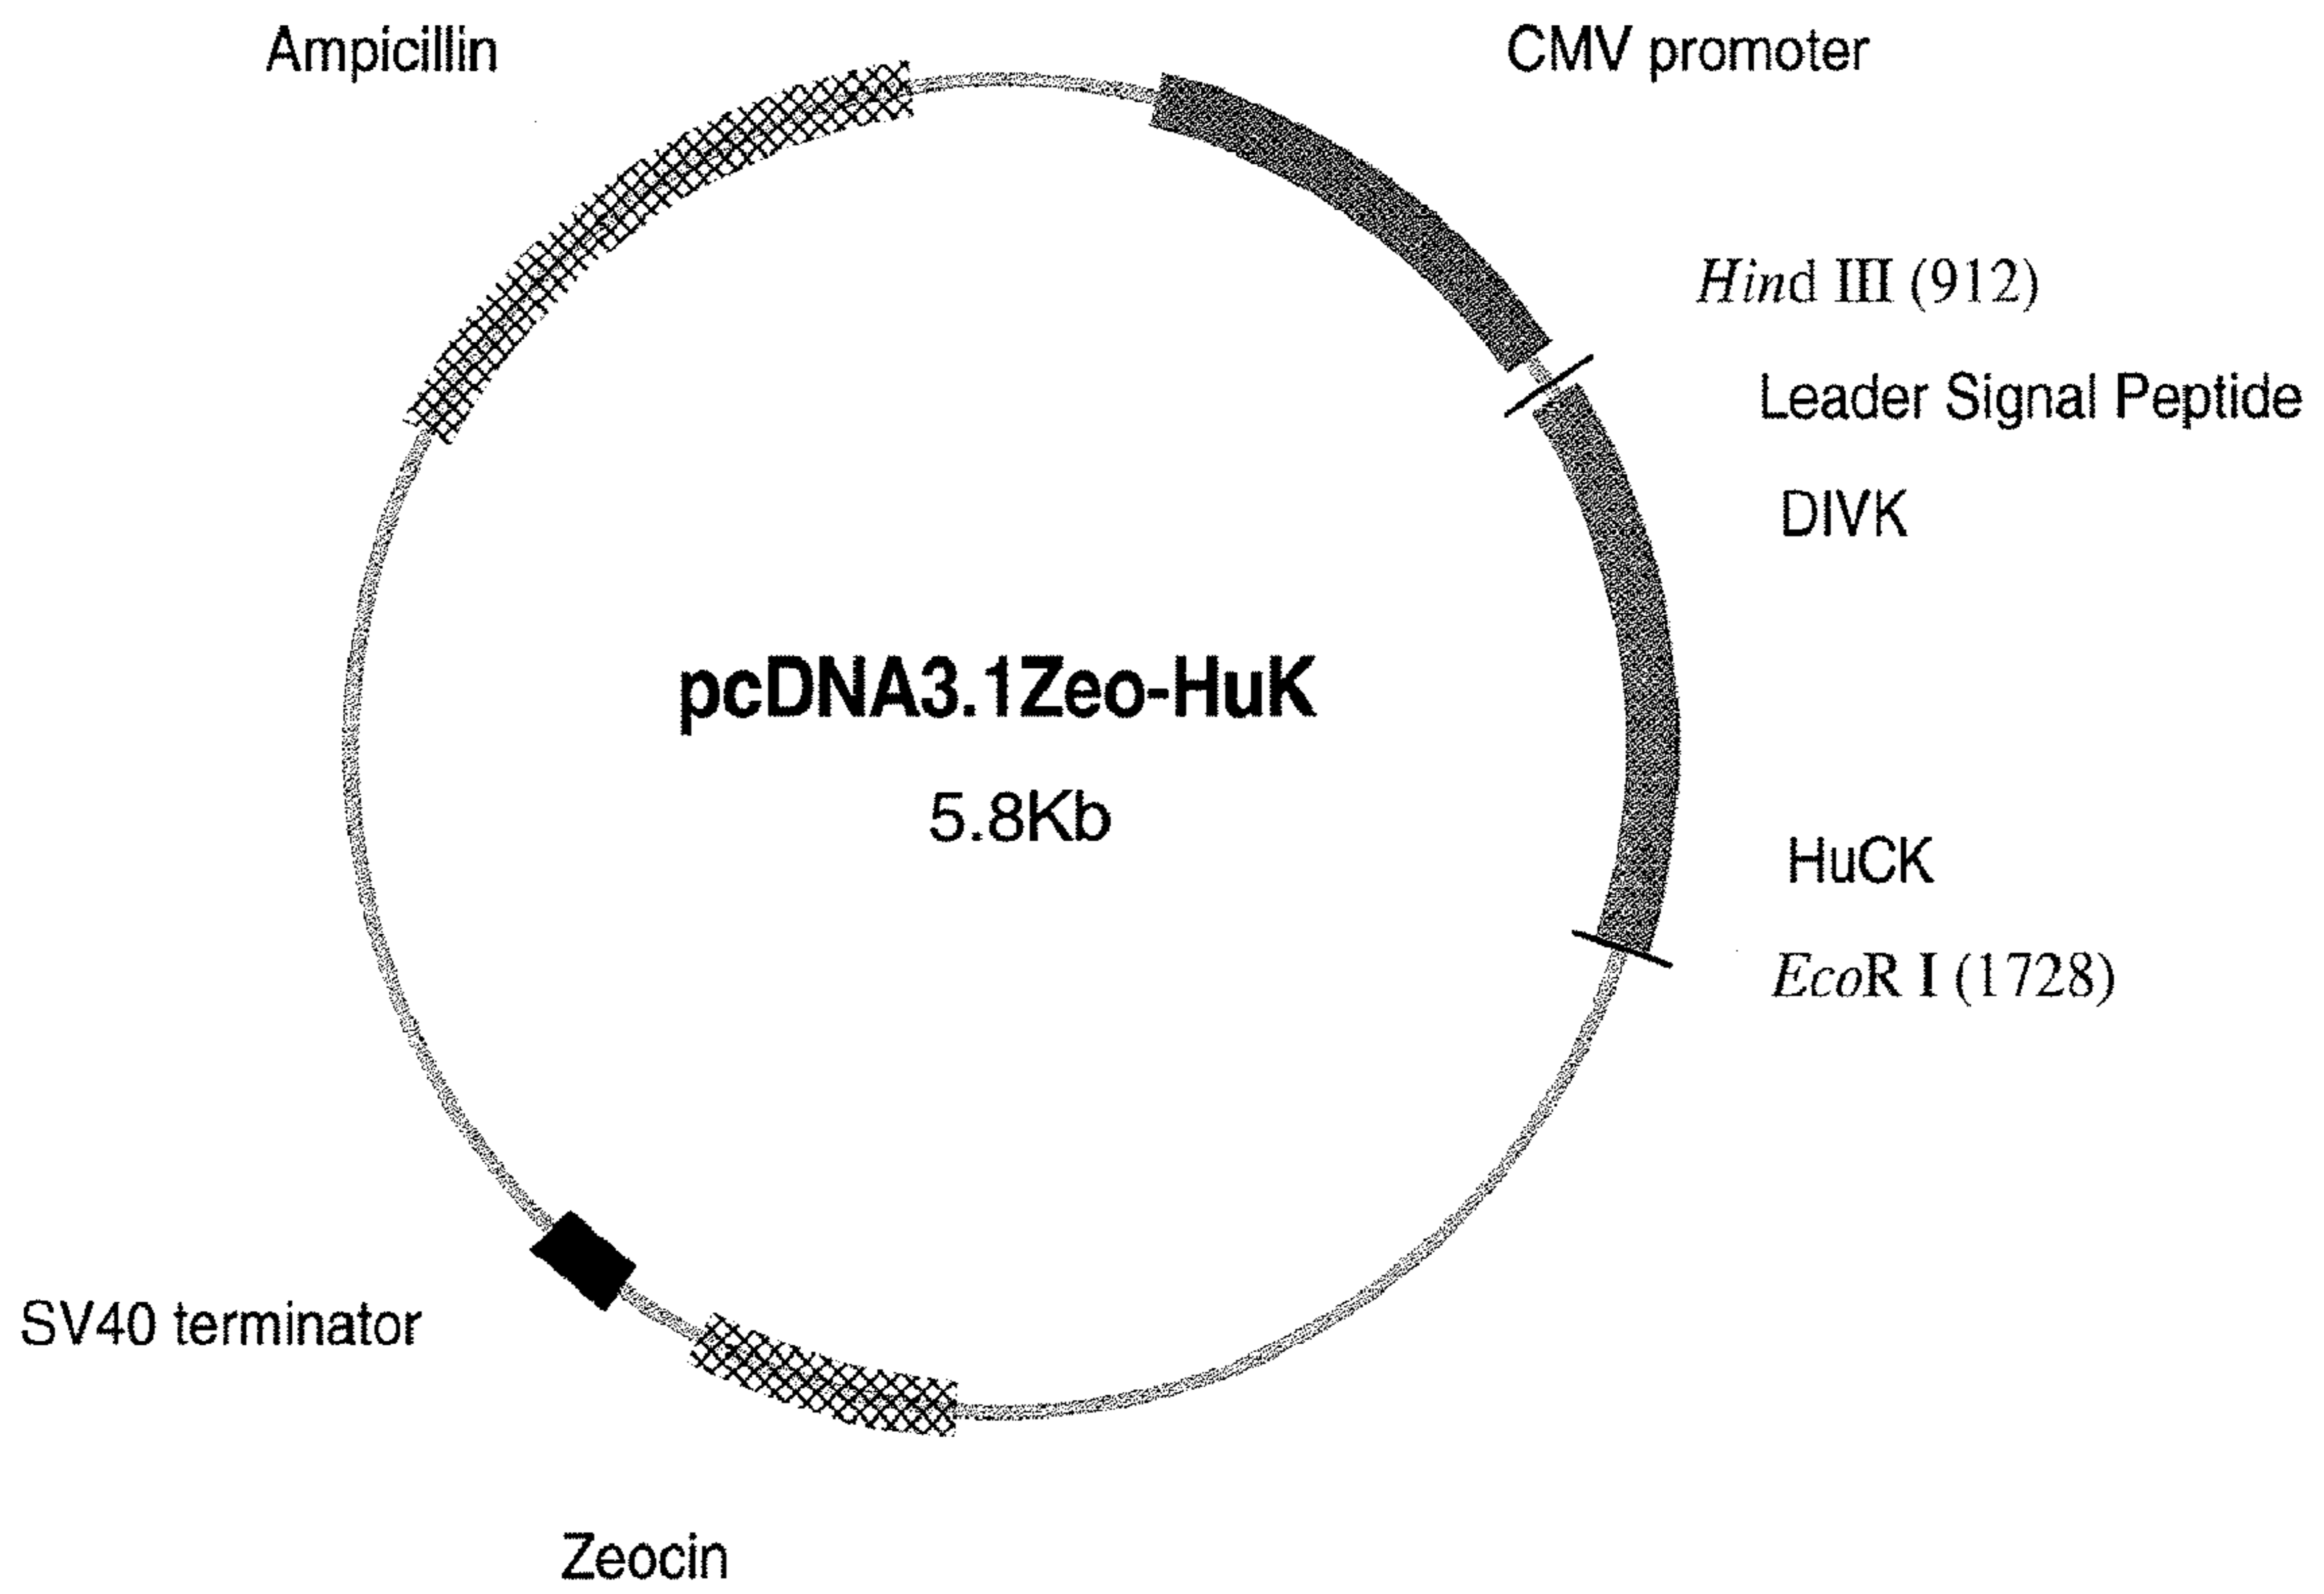 Ampicillin
CMV promoter
Hind III (912)
Leader Signal Peptide
DIVK
pcDNA3.1Zeo-HuK
5.8Kb
HuCK
EcoR I (1728)
SV40 terminator
Zeocin